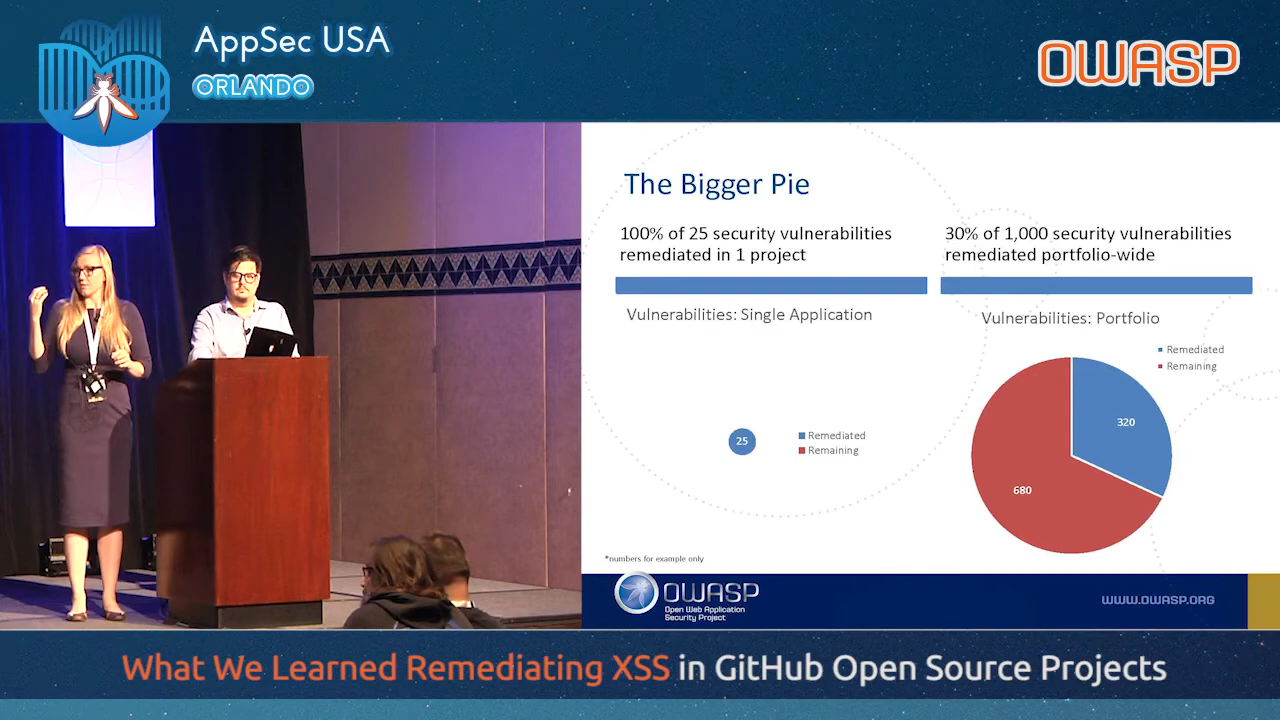 AppSec USA
ORLANDO
OWASP
The Bigger Pie
100% of 25 security vulnerabilities
remediated in 1 project
Vulnerabilities: Single Application
25
Remediated
Remaining
30% of 1,000 security vulnerabilities
remediated portfolio-wide
Vulnerabilities: Portfolio
Remediated
Remaining
320
680
*numbers for example only
OWASP
Open Web Application
Security Project
WWW.OWASP.ORG
What We Learned Remediating XSS in GitHub Open Source Projects